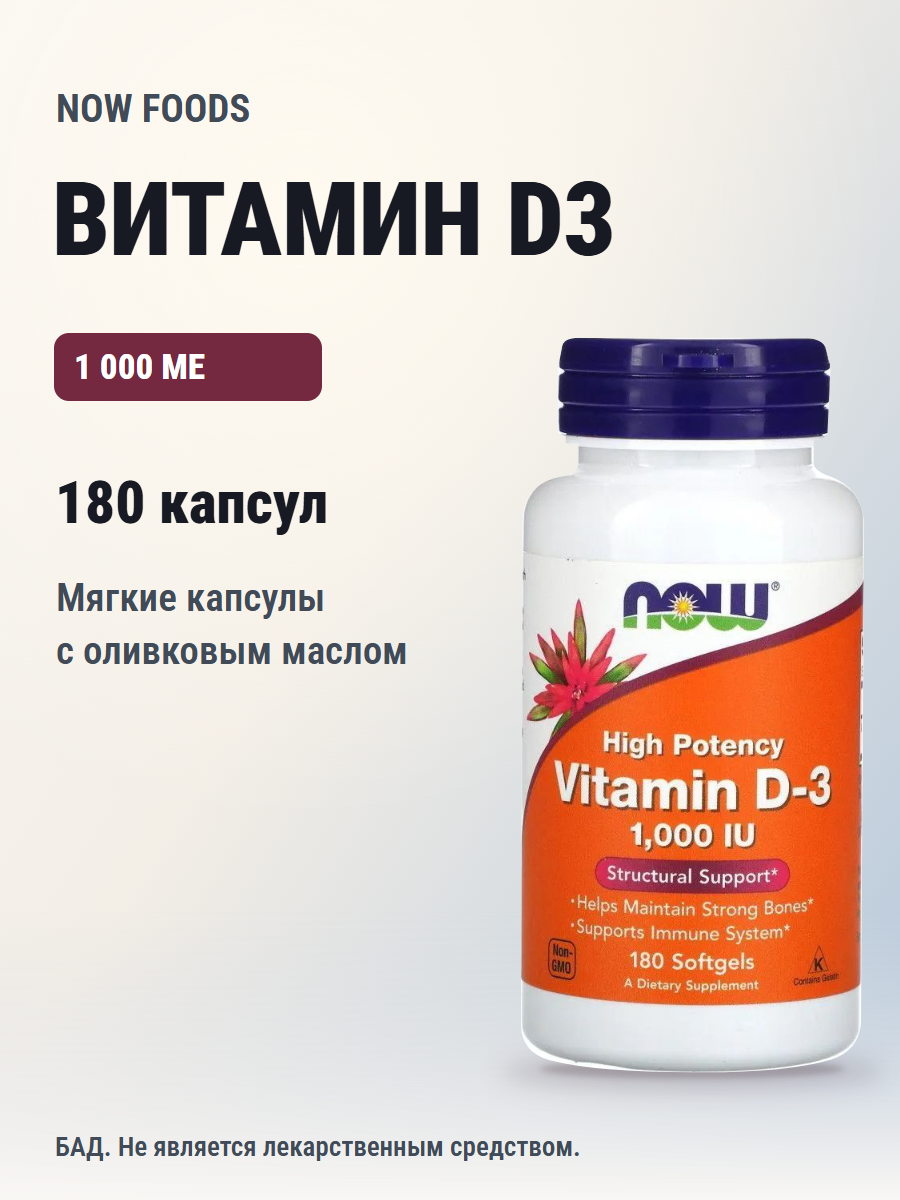 NOW FOODS
ВИТАМИН D3
1 000 МЕ
180 капсул
Мягкие капсулы
с оливковым маслом
now®
High Potency
Vitamin D-3
1,000 IU
Structural Support*
•Helps Maintain Strong Bones*
•Supports Immune System*
Non-
GMO
180 Softgels
A Dietary Supplement
K
Contains Gelatin
БАД. Не является лекарственным средством.